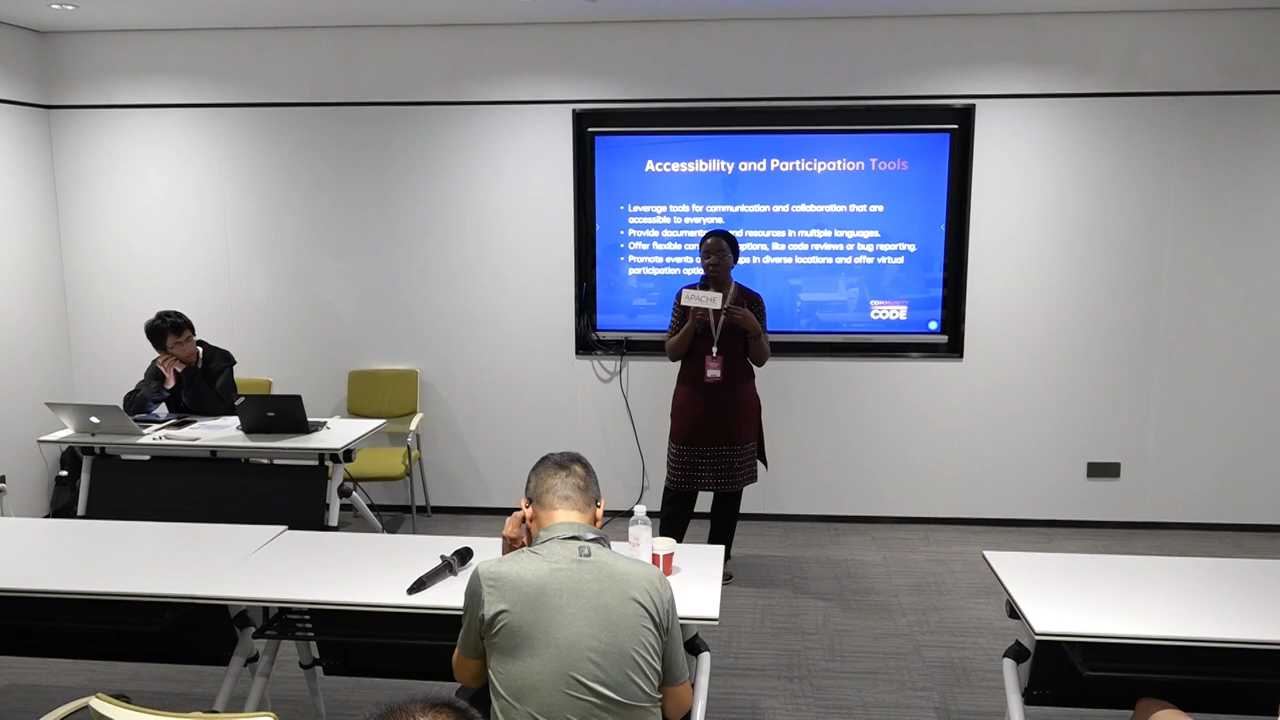 Accessibility and Participation Tools
• Leverage tools for communication and collaboration that are
accessible to everyone.
• Provide and resources in multiple languages.
• Offer flexible options, like code reviews or bug reporting.
• Promote events in diverse locations and offer virtual
participation
COMMUNITY
CODE
APACHE